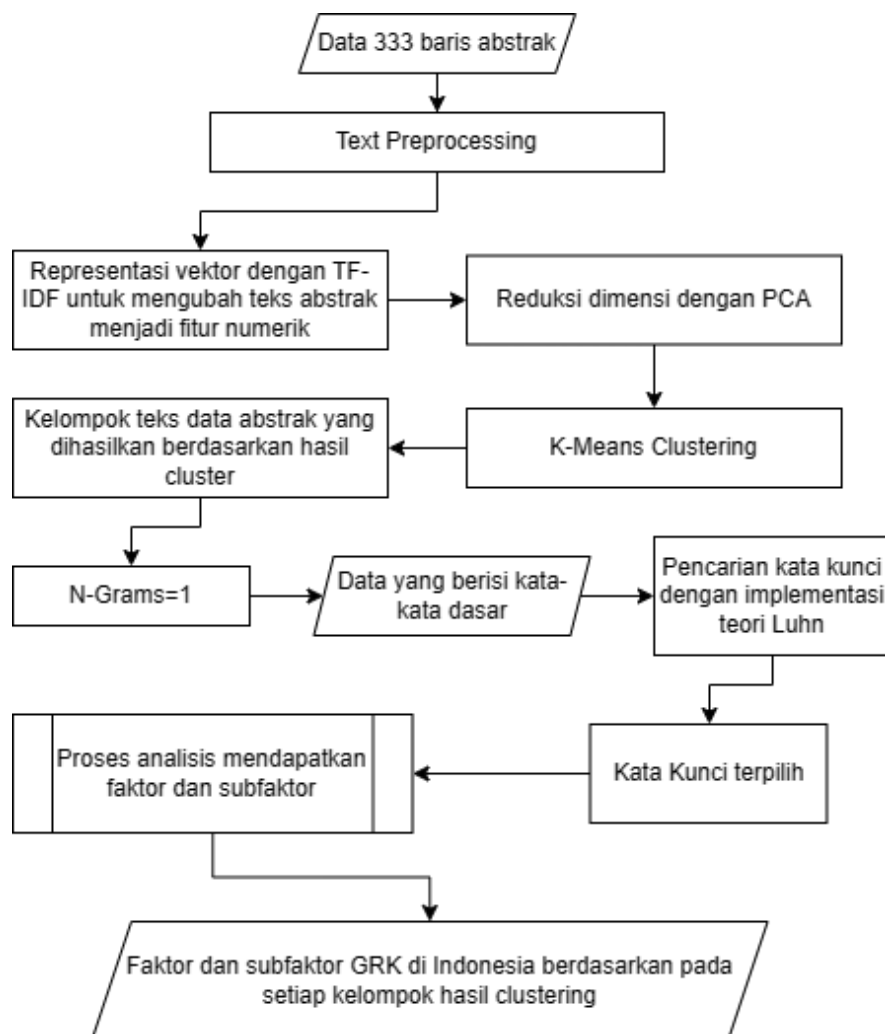 Data 333 baris abstrak
Text Preprocessing
Representasi vektor dengan TF-
IDF untuk mengubah teks abstrak
menjadi fitur numerik
Reduksi dimensi dengan PCA
Kelompok teks data abstrak yang
dihasilkan berdasarkan hasil
cluster
K-Means Clustering
N-Grams=1
Data yang berisi kata-
kata dasar
Pencarian kata kunci
dengan implementasi
teori Luhn
Proses analisis mendapatkan
faktor dan subfaktor
Kata Kunci terpilih
Faktor dan subfaktor GRK di Indonesia berdasarkan pada
setiap kelompok hasil clustering